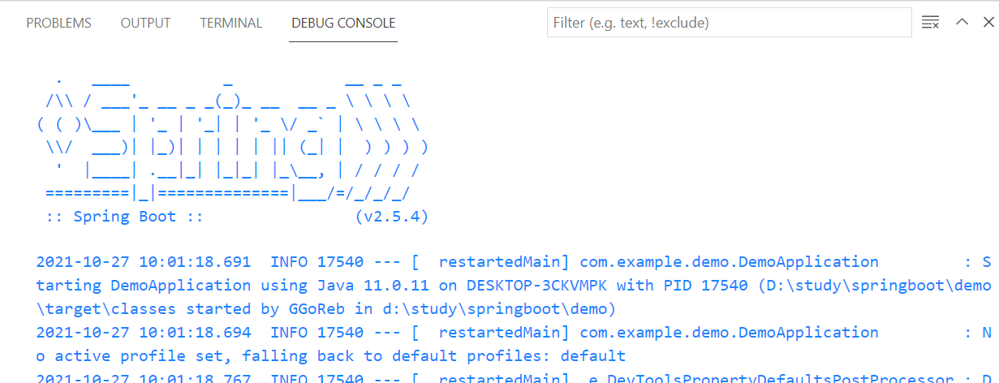 PROBLEMS OUTPUT TERMINAL DEBUG CONSOLE Filter (e.g. text, !exclude)
  .   ____          _            __ _ _
 /\\ / ___'_ __ _ _(_)_ __  __ _ \ \ \ \
( ( )\___ | '_ | '_| | '_ \/ _` | \ \ \ \
 \\/  ___)| |_)| | | | | || (_| |  ) ) ) )
  '  |____| .__|_| |_|_| |_\__, | / / / /
 =========|_|==============|___/=/_/_/_/
 :: Spring Boot ::                (v2.5.4)
2021-10-27 10:01:18.691  INFO 17540 --- [  restartedMain] com.example.demo.DemoApplication         : S
tarting DemoApplication using Java 11.0.11 on DESKTOP-3CKVMPK with PID 17540 (D:\study\springboot\demo
\target\classes started by GGoReb in d:\study\springboot\demo)
2021-10-27 10:01:18.694  INFO 17540 --- [  restartedMain] com.example.demo.DemoApplication         : N
o active profile set, falling back to default profiles: default
2021-10-27 10:01:18.767  INFO 17540 --- [  restartedMain] .e.DevToolsPropertyDefaultsPostProcessor : D